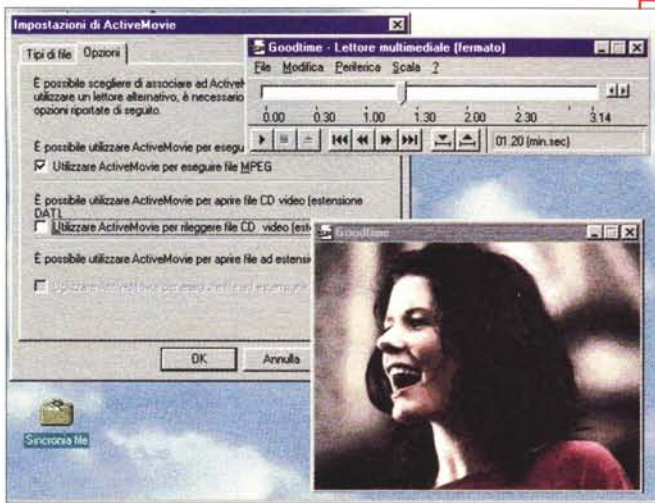 Impostazioni di ActiveMovie
Tipi di file Opzioni
È possibile scegliere di associare ad
utilizzare un lettore alternativo, è necessario
opzioni riportate di seguito.
È possibile utilizzare ActiveMovie per
Utilizzare ActiveMovie per eseguire file MPEG
È possibile utilizzare ActiveMovie per aprire file CD video (estensione
DAT).
Utilizzare ActiveMovie per rileggere file CD video
È possibile utilizzare ActiveMovie per aprire file ad
OK Annulla
Goodtime - Lettore multimediale (fermato)
File Modifica Periferica Scala ?
0.00 0.30 1.00 1.30 2.00 2.30 3.14
01.20 (min.sec)
Goodtime
Sincronia file